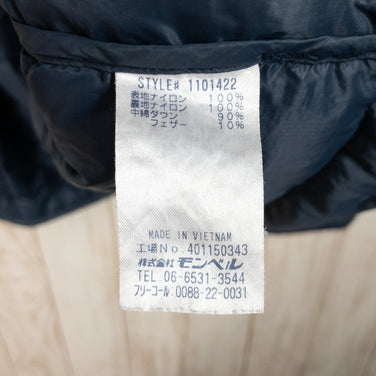 STYLE# 1101422
表地ナイロン 100%
裏地ナイロン 100%
中綿ダウン 90%
フェザー 10%
MADE IN VIETNAM
工場No.401150343
株式会社モンベル
TEL. 06-6531-3544
フリーコール:0088-22-0031